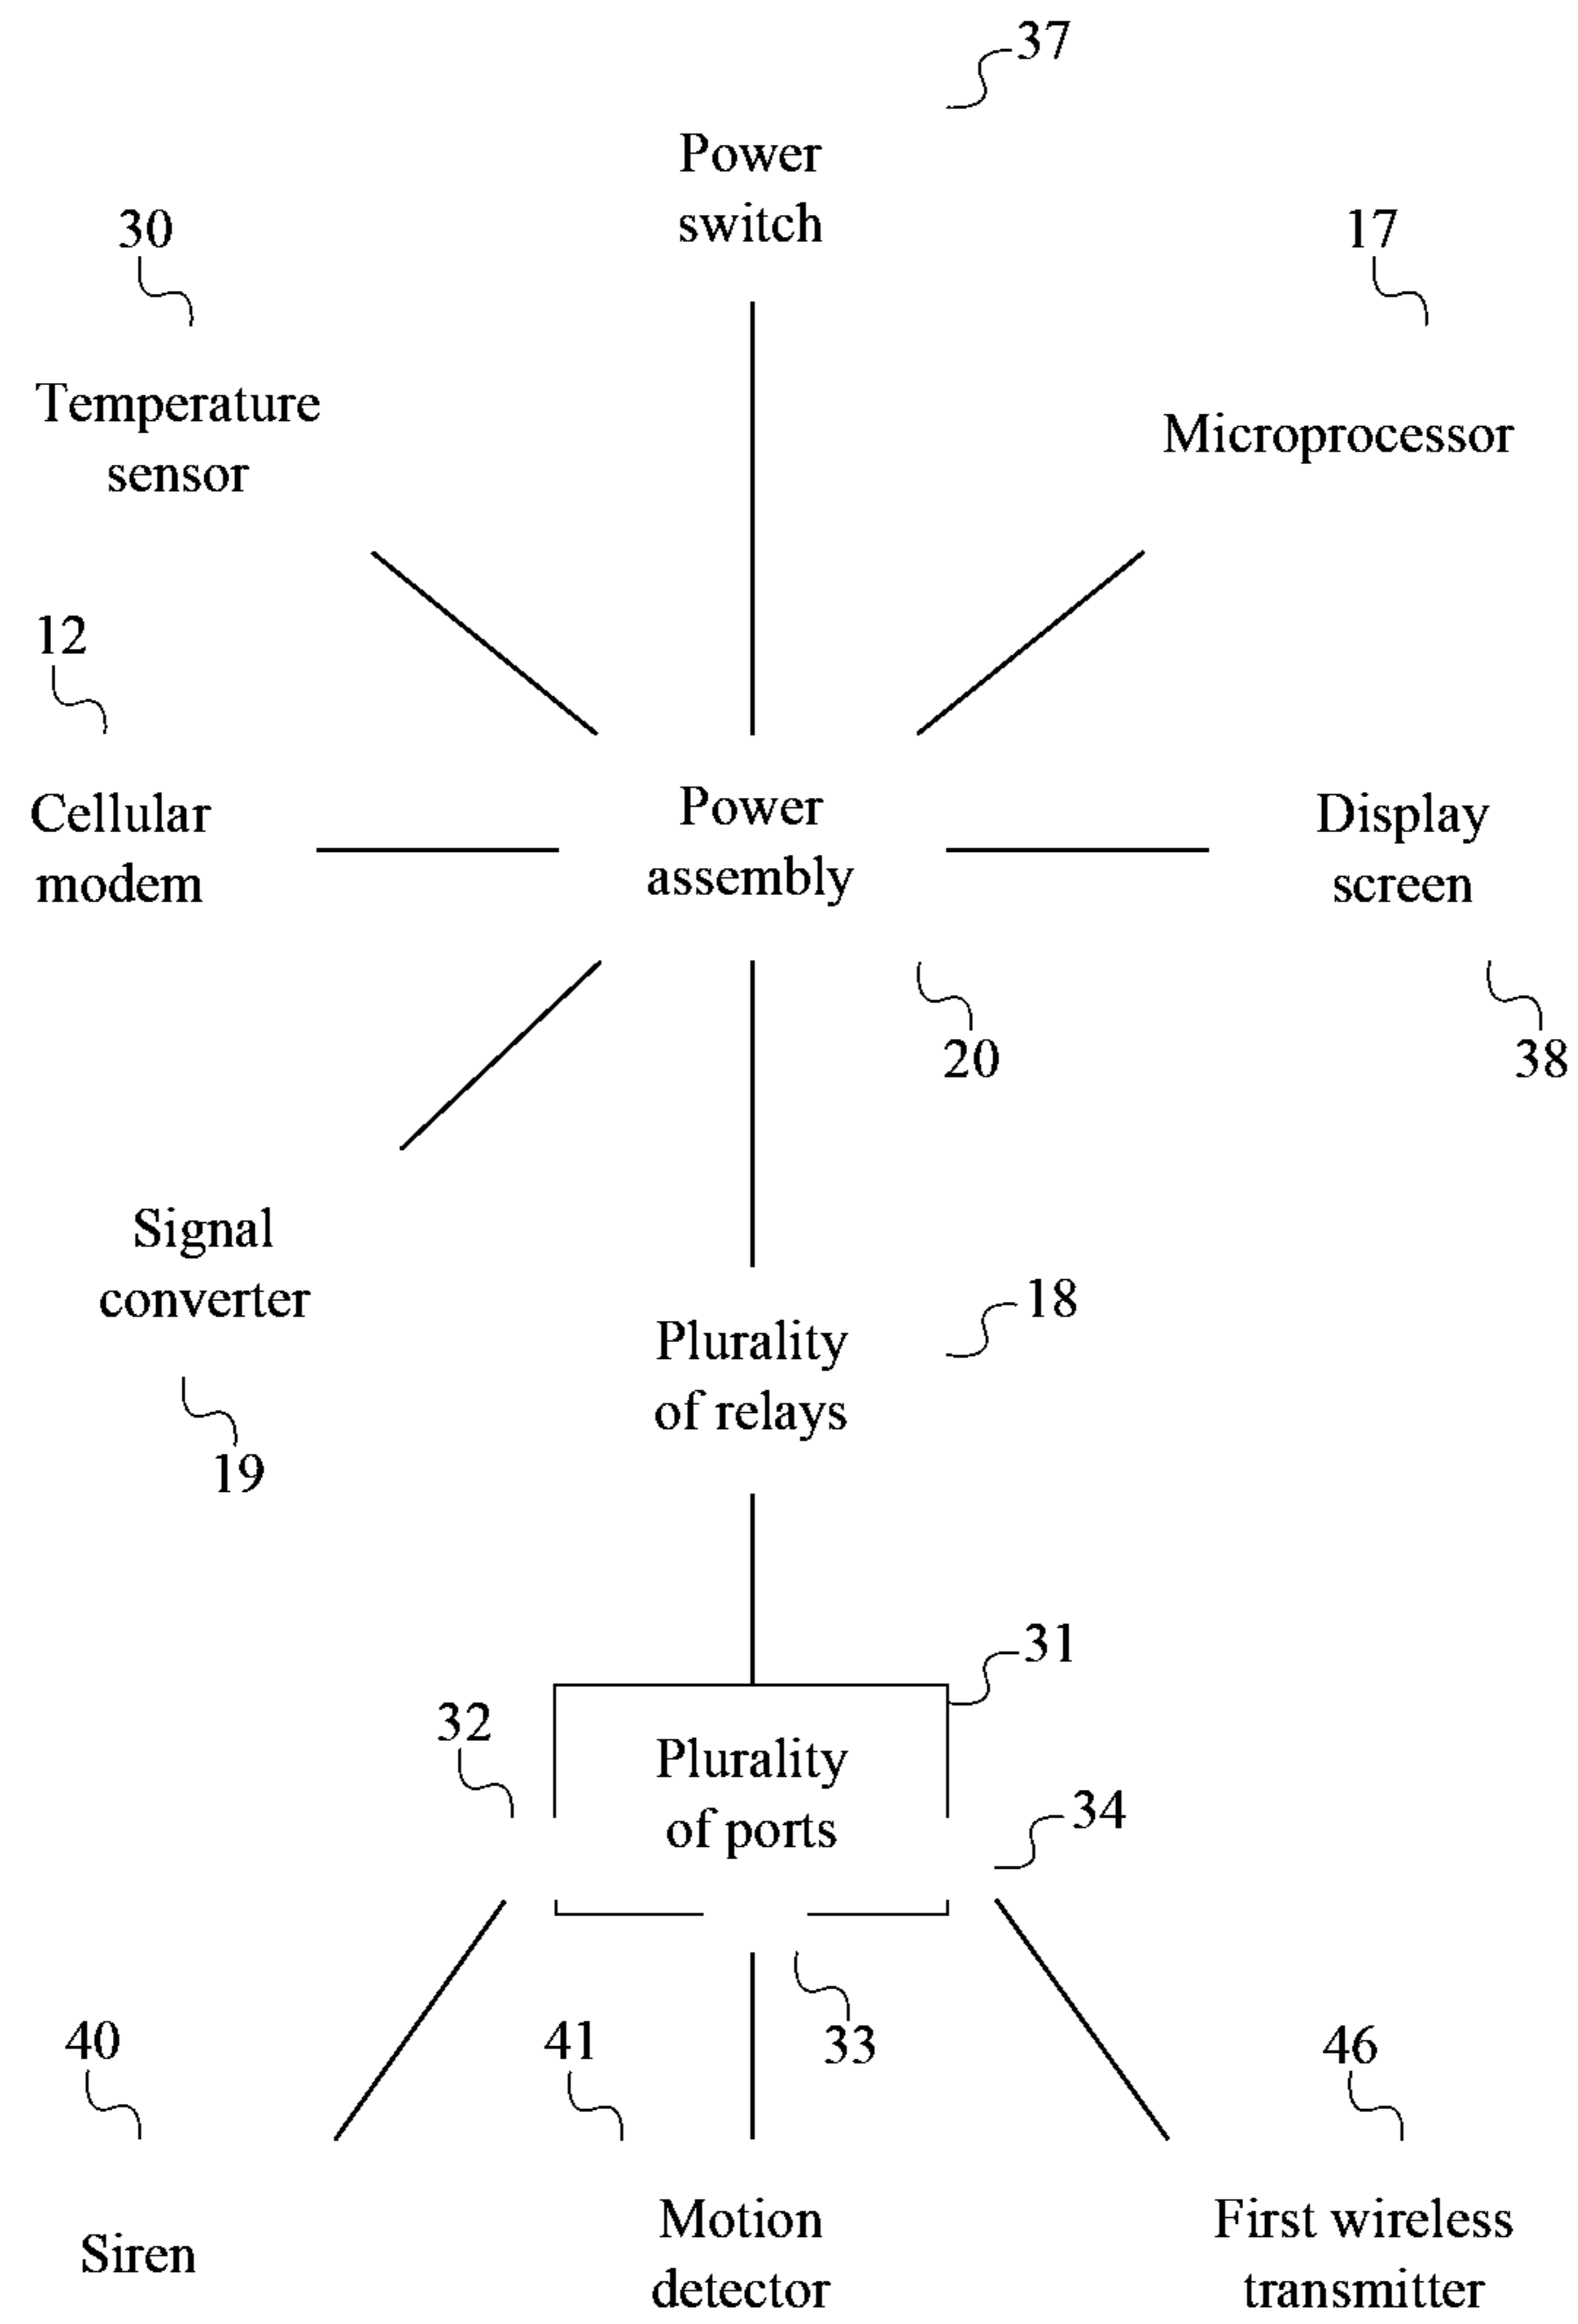 37
Power
switch
30
17
Temperature
sensor
Microprocessor
12
Cellular
modem
Power
assembly
Display
screen
20
38
Signal
converter
18
Plurality
of relays
19
31
32
Plurality
of ports
34
40
41
33
46
Siren
Motion
detector
First wireless
transmitter